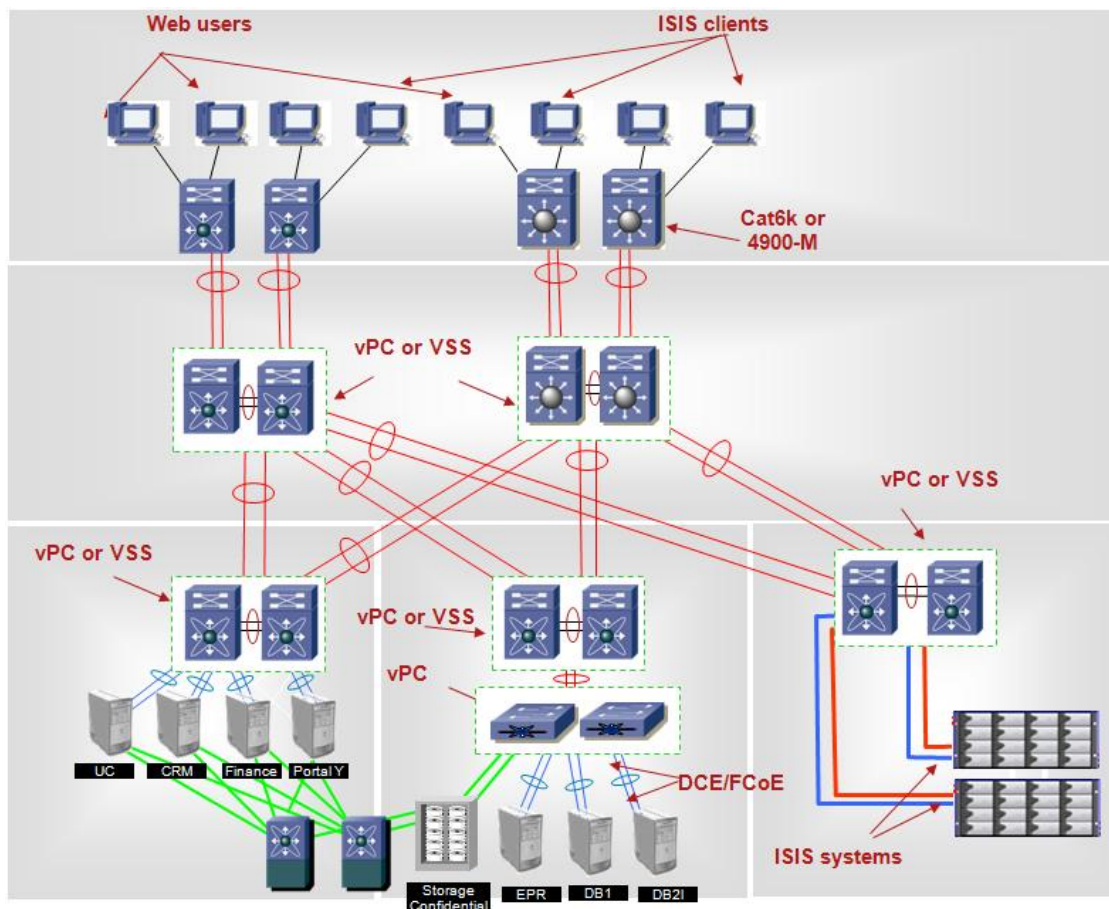 Web users
ISIS clients
Cat6k or
4900-M
vPC or VSS
vPC or VSS
vPC or VSS
vPC or VSS
vPC
UC
CRM
Finance
Portal Y
DCE/FCoE
ISIS systems
Storage
Confidential
EPR
DB1
DB2I